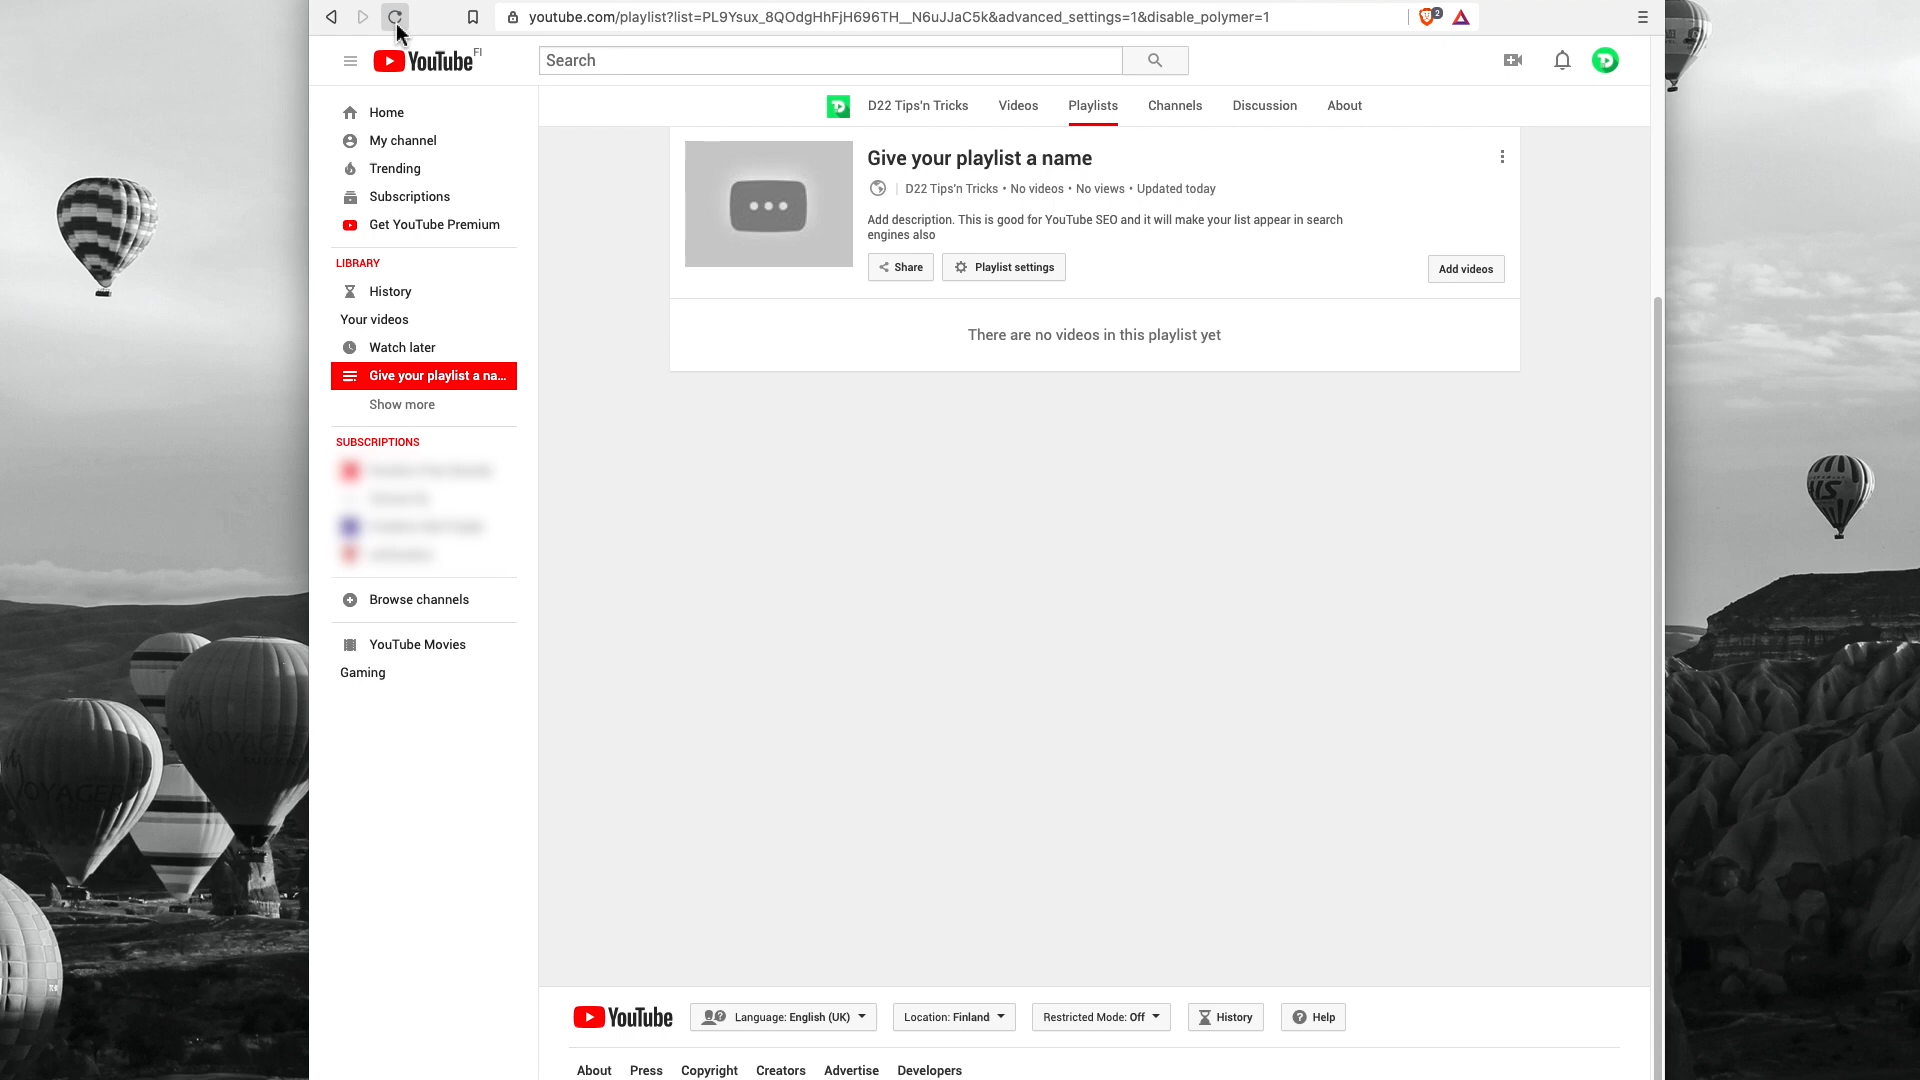 youtube.com/playlist?list=PL9Ysux_8QOdgHhFjH696TH__N6uJJaC5k&advanced_settings=1&disable_polymer=1
2
YouTube FI
Search
D22 Tips'n Tricks
Videos
Playlists
Channels
Discussion
About
Home
My channel
Trending
Subscriptions
Get YouTube Premium
LIBRARY
History
Your videos
Watch later
Give your playlist a na...
Show more
SUBSCRIPTIONS
Browse channels
YouTube Movies
Gaming
Give your playlist a name
D22 Tips'n Tricks • No videos • No views • Updated today
Add description. This is good for YouTube SEO and it will make your list appear in search
engines also
Share
Playlist settings
Add videos
There are no videos in this playlist yet
YouTube
Language: English (UK)
Location: Finland
Restricted Mode: Off
History
Help
About
Press
Copyright
Creators
Advertise
Developers